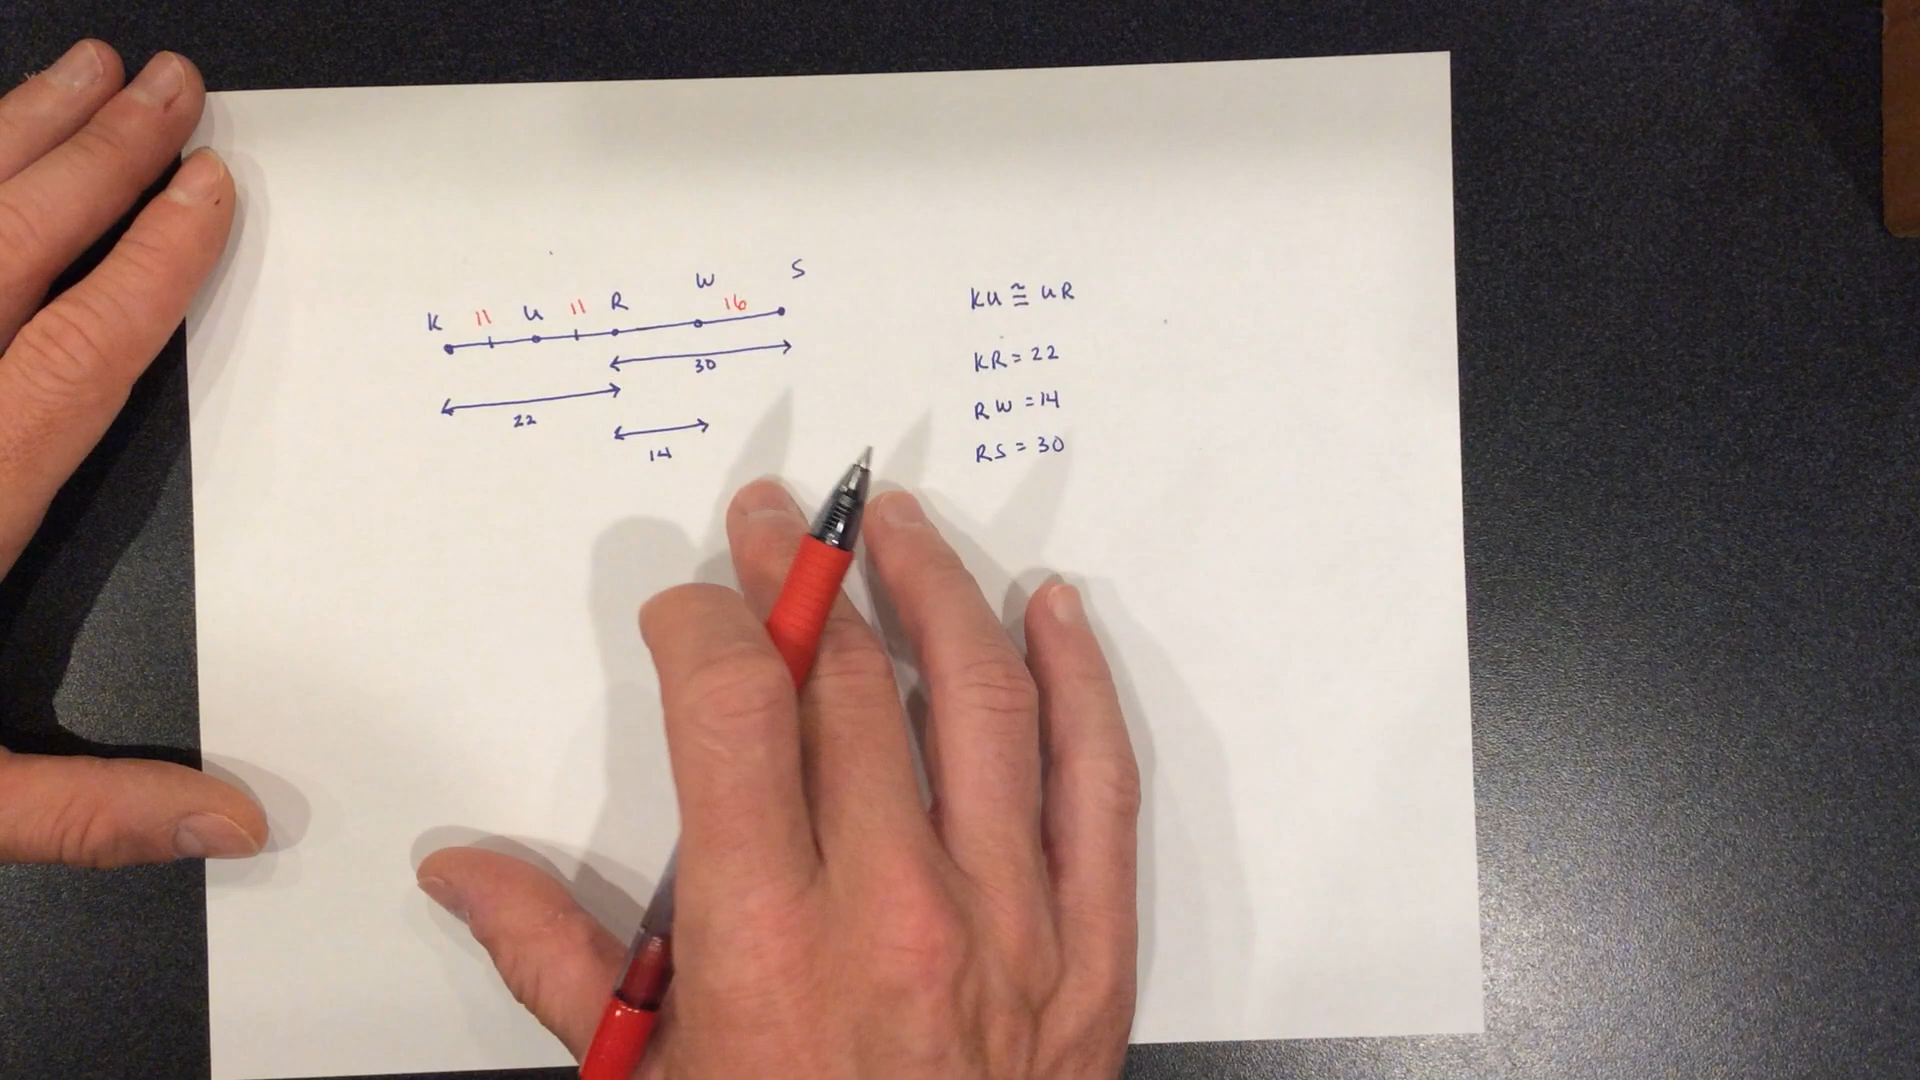 K 11 U 11 R W 16 S
30
22
14
KU ≅ UR
KR = 22
RW = 14
RS = 30